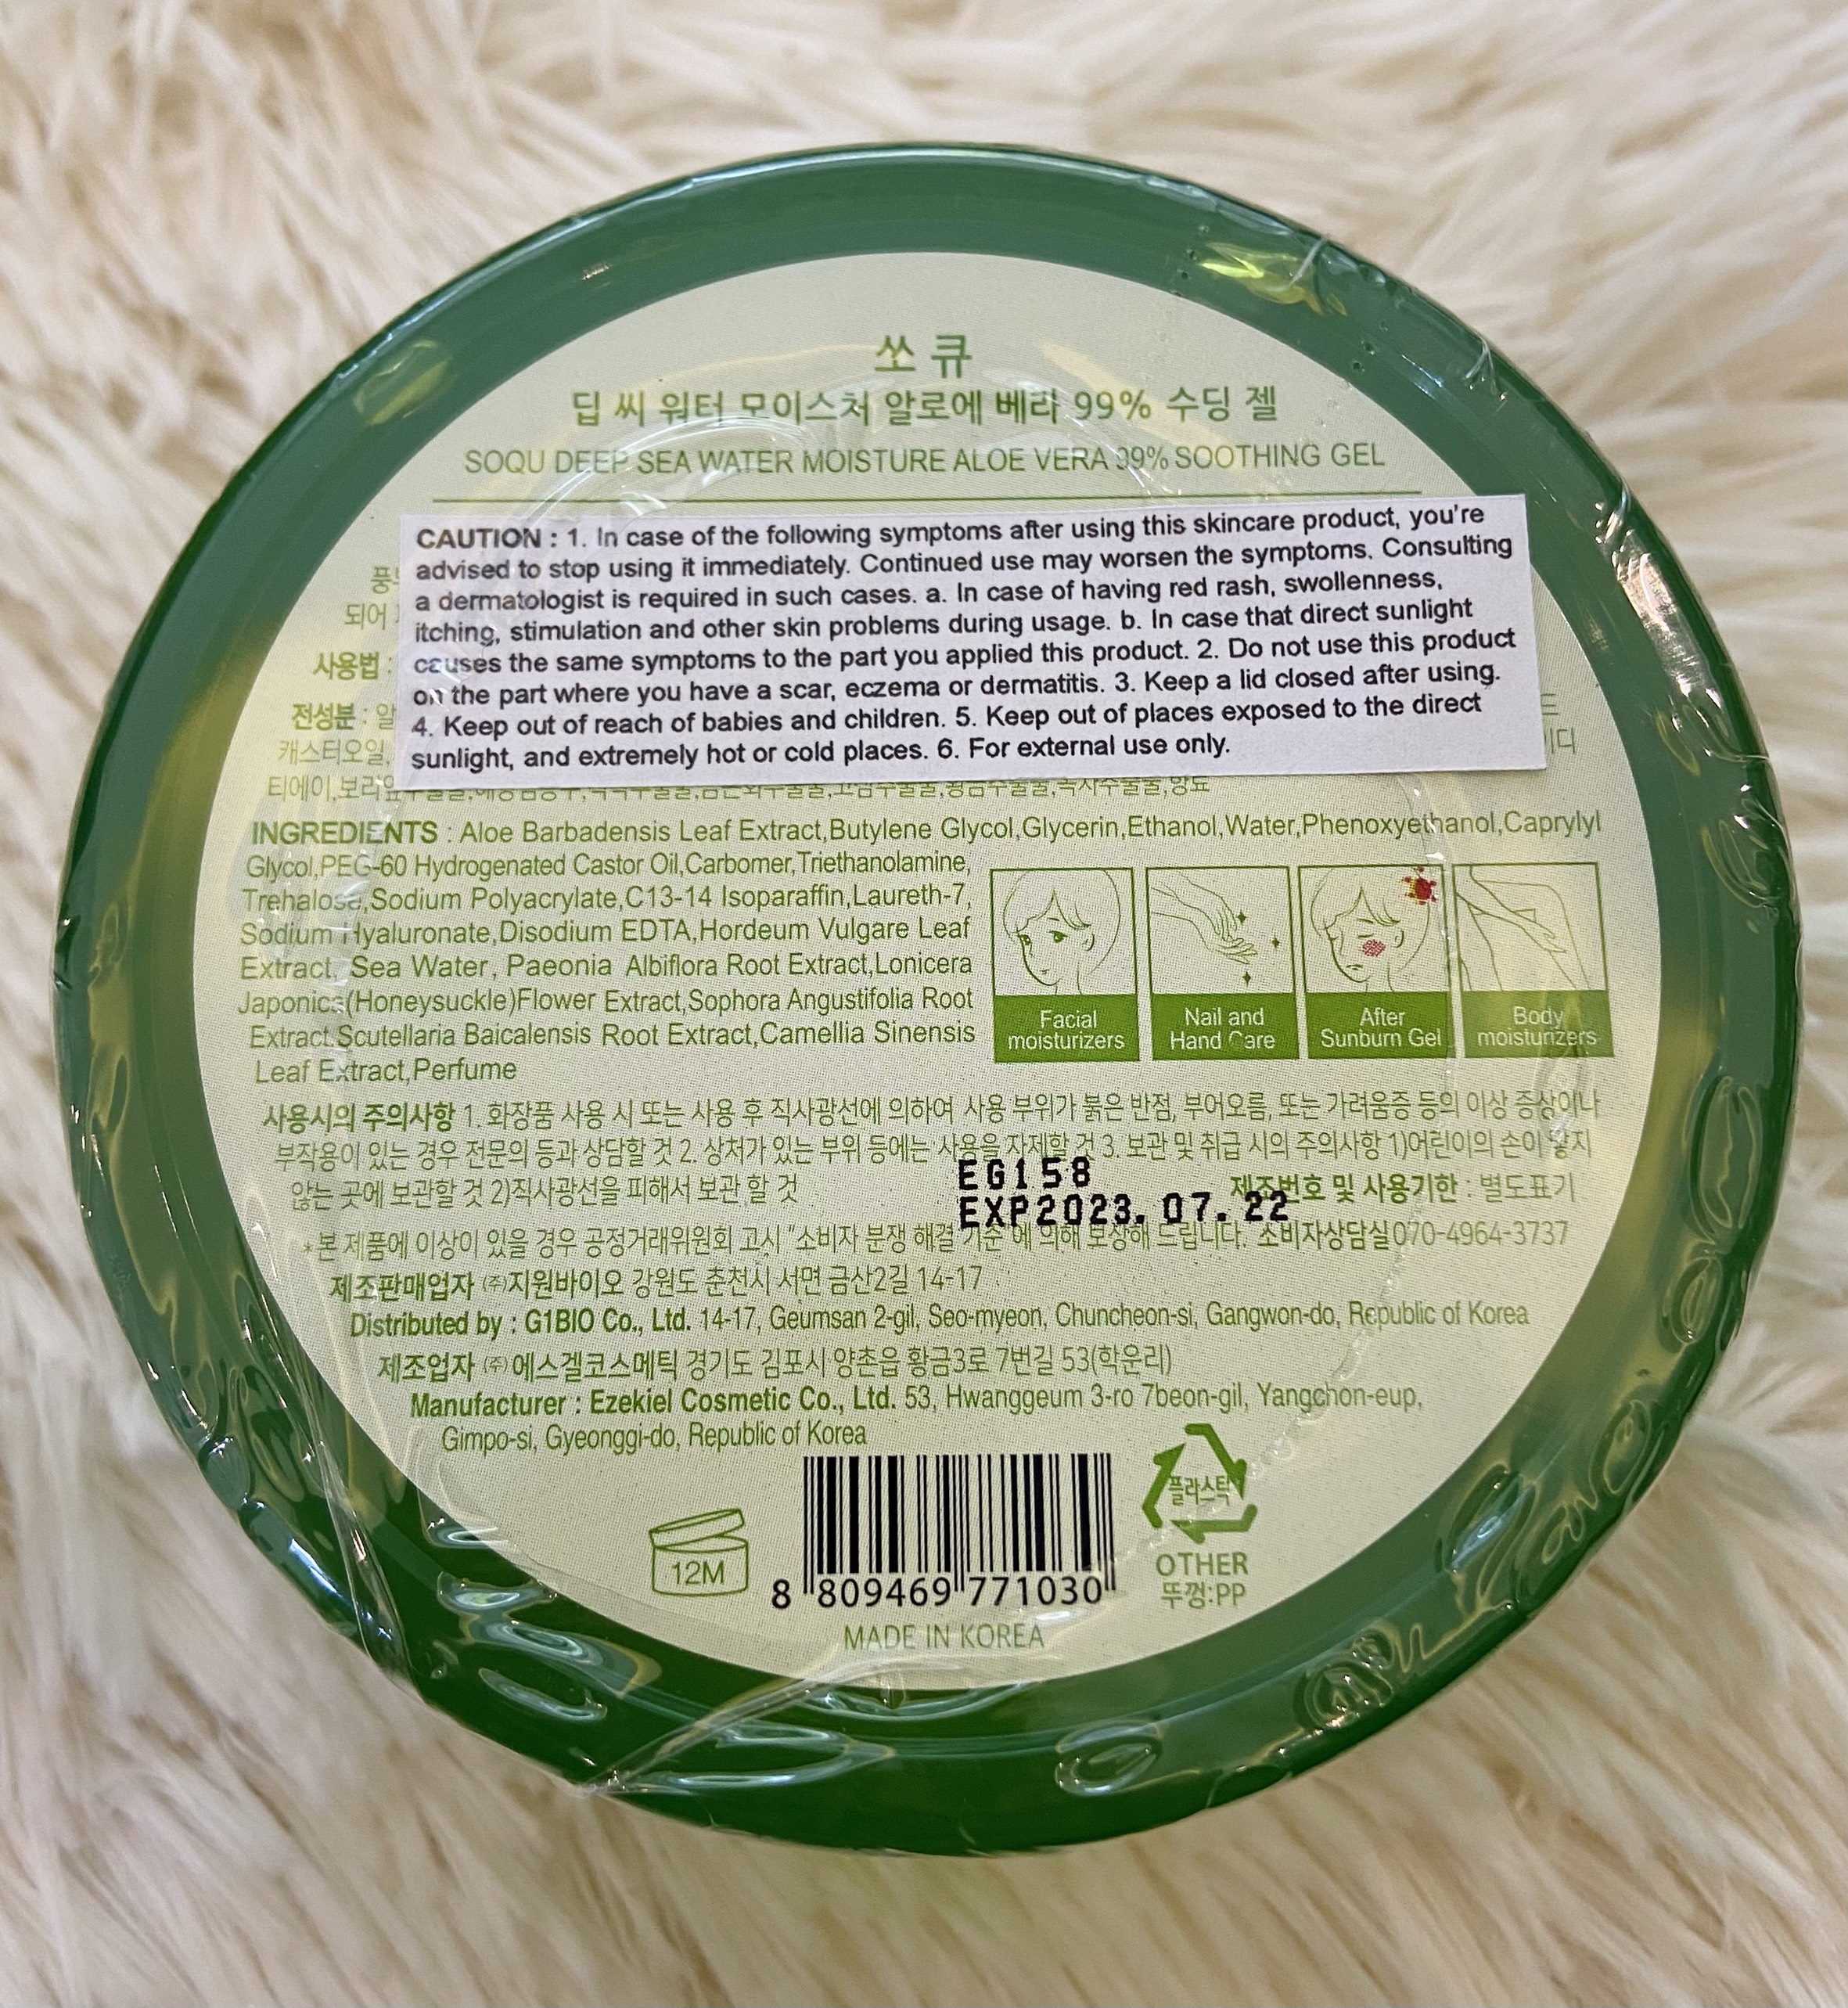 쏘큐
딥 씨 워터 모이스처 알로에 베라 99% 수딩 젤
SOQU DEEP SEA WATER MOISTURE ALOE VERA 99% SOOTHING GEL
CAUTION : 1. In case of the following symptoms after using this skincare product, you're
advised to stop using it immediately. Continued use may worsen the symptoms. Consulting
a dermatologist is required in such cases. a. In case of having red rash, swollenness,
itching, stimulation and other skin problems during usage. b. In case that direct sunlight
causes the same symptoms to the part you applied this product. 2. Do not use this product
on the part where you have a scar, eczema or dermatitis. 3. Keep a lid closed after using.
4. Keep out of reach of babies and children. 5. Keep out of places exposed to the direct
sunlight, and extremely hot or cold places. 6. For external use only.
되어
사용법 :
전성분 : 알
캐스터오일,
티에이,보리잎
INGREDIENTS : Aloe Barbadensis Leaf Extract,Butylene Glycol,Glycerin,Ethanol,Water,Phenoxyethanol,Caprylyl
Glycol,PEG-60 Hydrogenated Castor Oil,Carbomer,Triethanolamine,
Trehalose,Sodium Polyacrylate,C13-14 Isoparaffin,Laureth-7,
Sodium Hyaluronate,Disodium EDTA,Hordeum Vulgare Leaf
Extract, Sea Water, Paeonia Albiflora Root Extract,Lonicera
Japonica(Honeysuckle)Flower Extract,Sophora Angustifolia Root
Extract,Scutellaria Baicalensis Root Extract,Camellia Sinensis
Leaf Extract,Perfume
Facial
moisturizers
Nail and
Hand Care
After
Sunburn Gel
Body
moisturizers
사용시의 주의사항 1. 화장품 사용 시 또는 사용 후 직사광선에 의하여 사용 부위가 붉은 반점, 부어오름, 또는 가려움증 등의 이상 증상이나
부작용이 있는 경우 전문의 등과 상담할 것 2. 상처가 있는 부위 등에는 사용을 자제할 것 3. 보관 및 취급 시의 주의사항 1)어린이의 손이 닿지
않는 곳에 보관할 것 2)직사광선을 피해서 보관 할 것
제조번호 및 사용기한 : 별도표기
EG158
EXP2023. 07. 22
*본 제품에 이상이 있을 경우 공정거래위원회 고시 "소비자 분쟁 해결 기준"에 의해 보상해 드립니다. 소비자상담실070-4964-3737
제조판매업자 ㈜지원바이오 강원도 춘천시 서면 금산2길 14-17
Distributed by : G1BIO Co., Ltd. 14-17, Geumsan 2-gil, Seo-myeon, Chuncheon-si, Gangwon-do, Republic of Korea
제조업자 ㈜에스겔코스메틱 경기도 김포시 양촌읍 황금3로 7번길 53(학운리)
Manufacturer : Ezekiel Cosmetic Co., Ltd. 53, Hwanggeum 3-ro 7beon-gil, Yangchon-eup,
Gimpo-si, Gyeonggi-do, Republic of Korea
12M
8 809469 771030
플라스틱
OTHER
뚜껑:PP
MADE IN KOREA